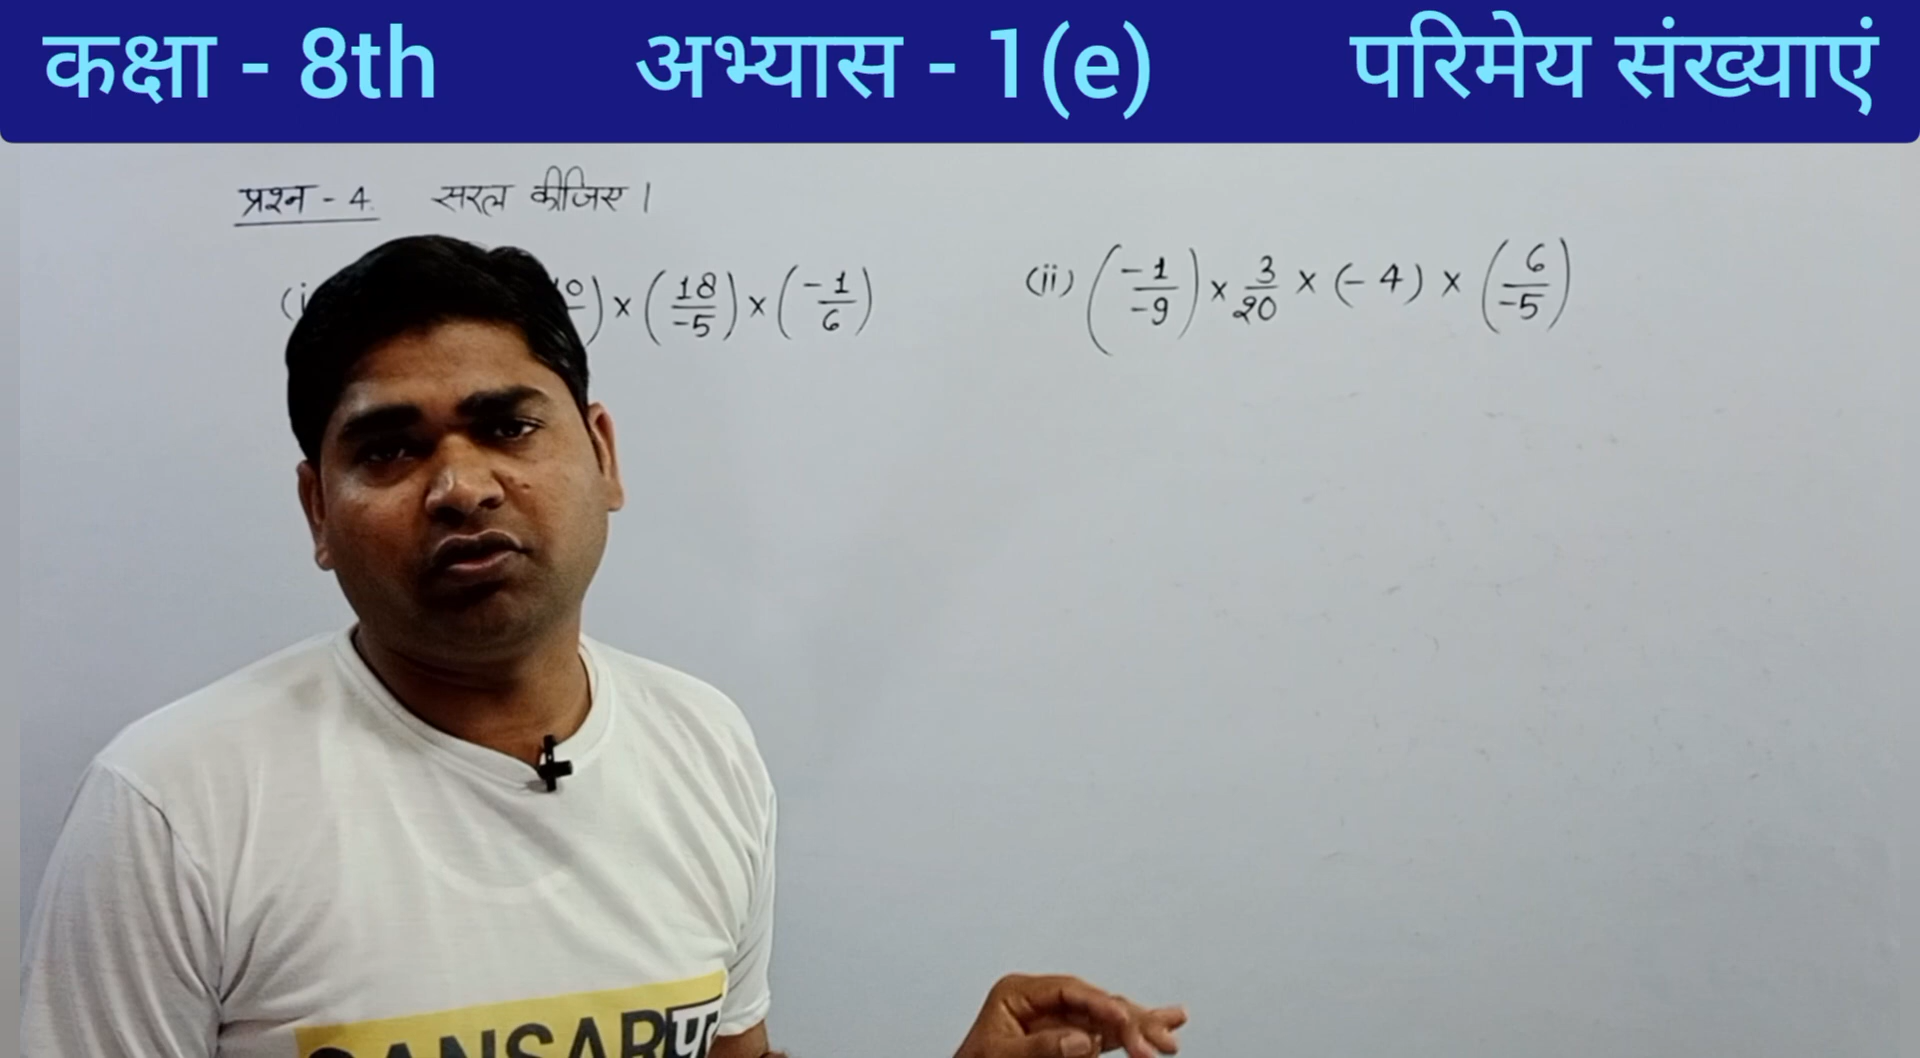 कक्षा - 8th अभ्यास - 1(e) परिमेय संख्याएं
प्रश्न - 4. सरल कीजिए।
(i ) × (18/-5) × (-1/6)
(ii) (-1/-9) × 3/20 × (-4) × (6/-5)